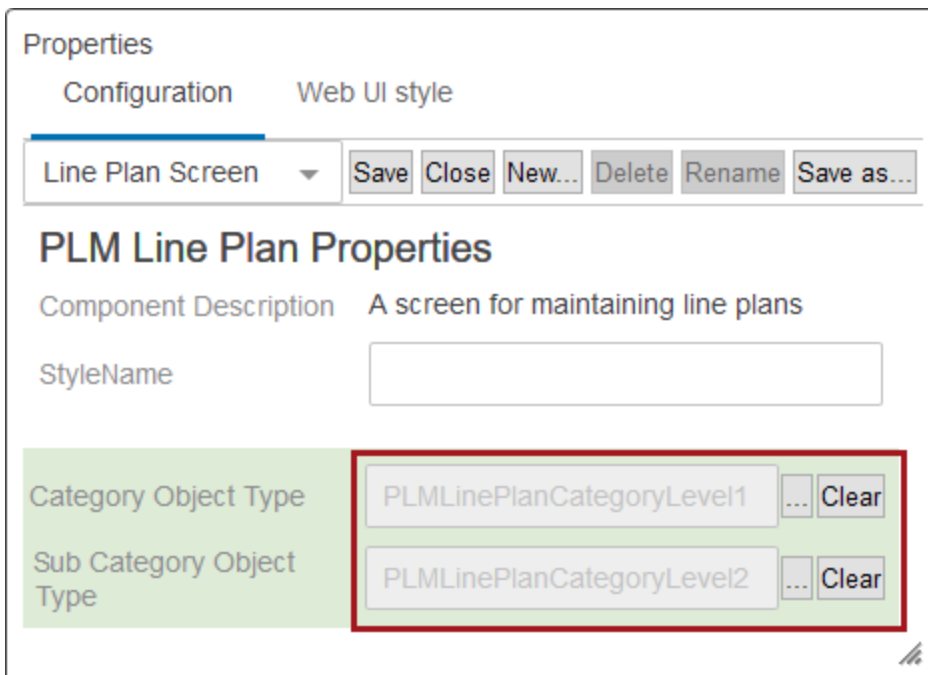 Properties
Configuration Web UI style
Line Plan Screen Save Close New... Delete Rename Save as...
PLM Line Plan Properties
Component Description A screen for maintaining line plans
StyleName
Category Object Type PLMLinePlanCategoryLevel1 ... Clear
Sub Category Object
Type PLMLinePlanCategoryLevel2 ... Clear